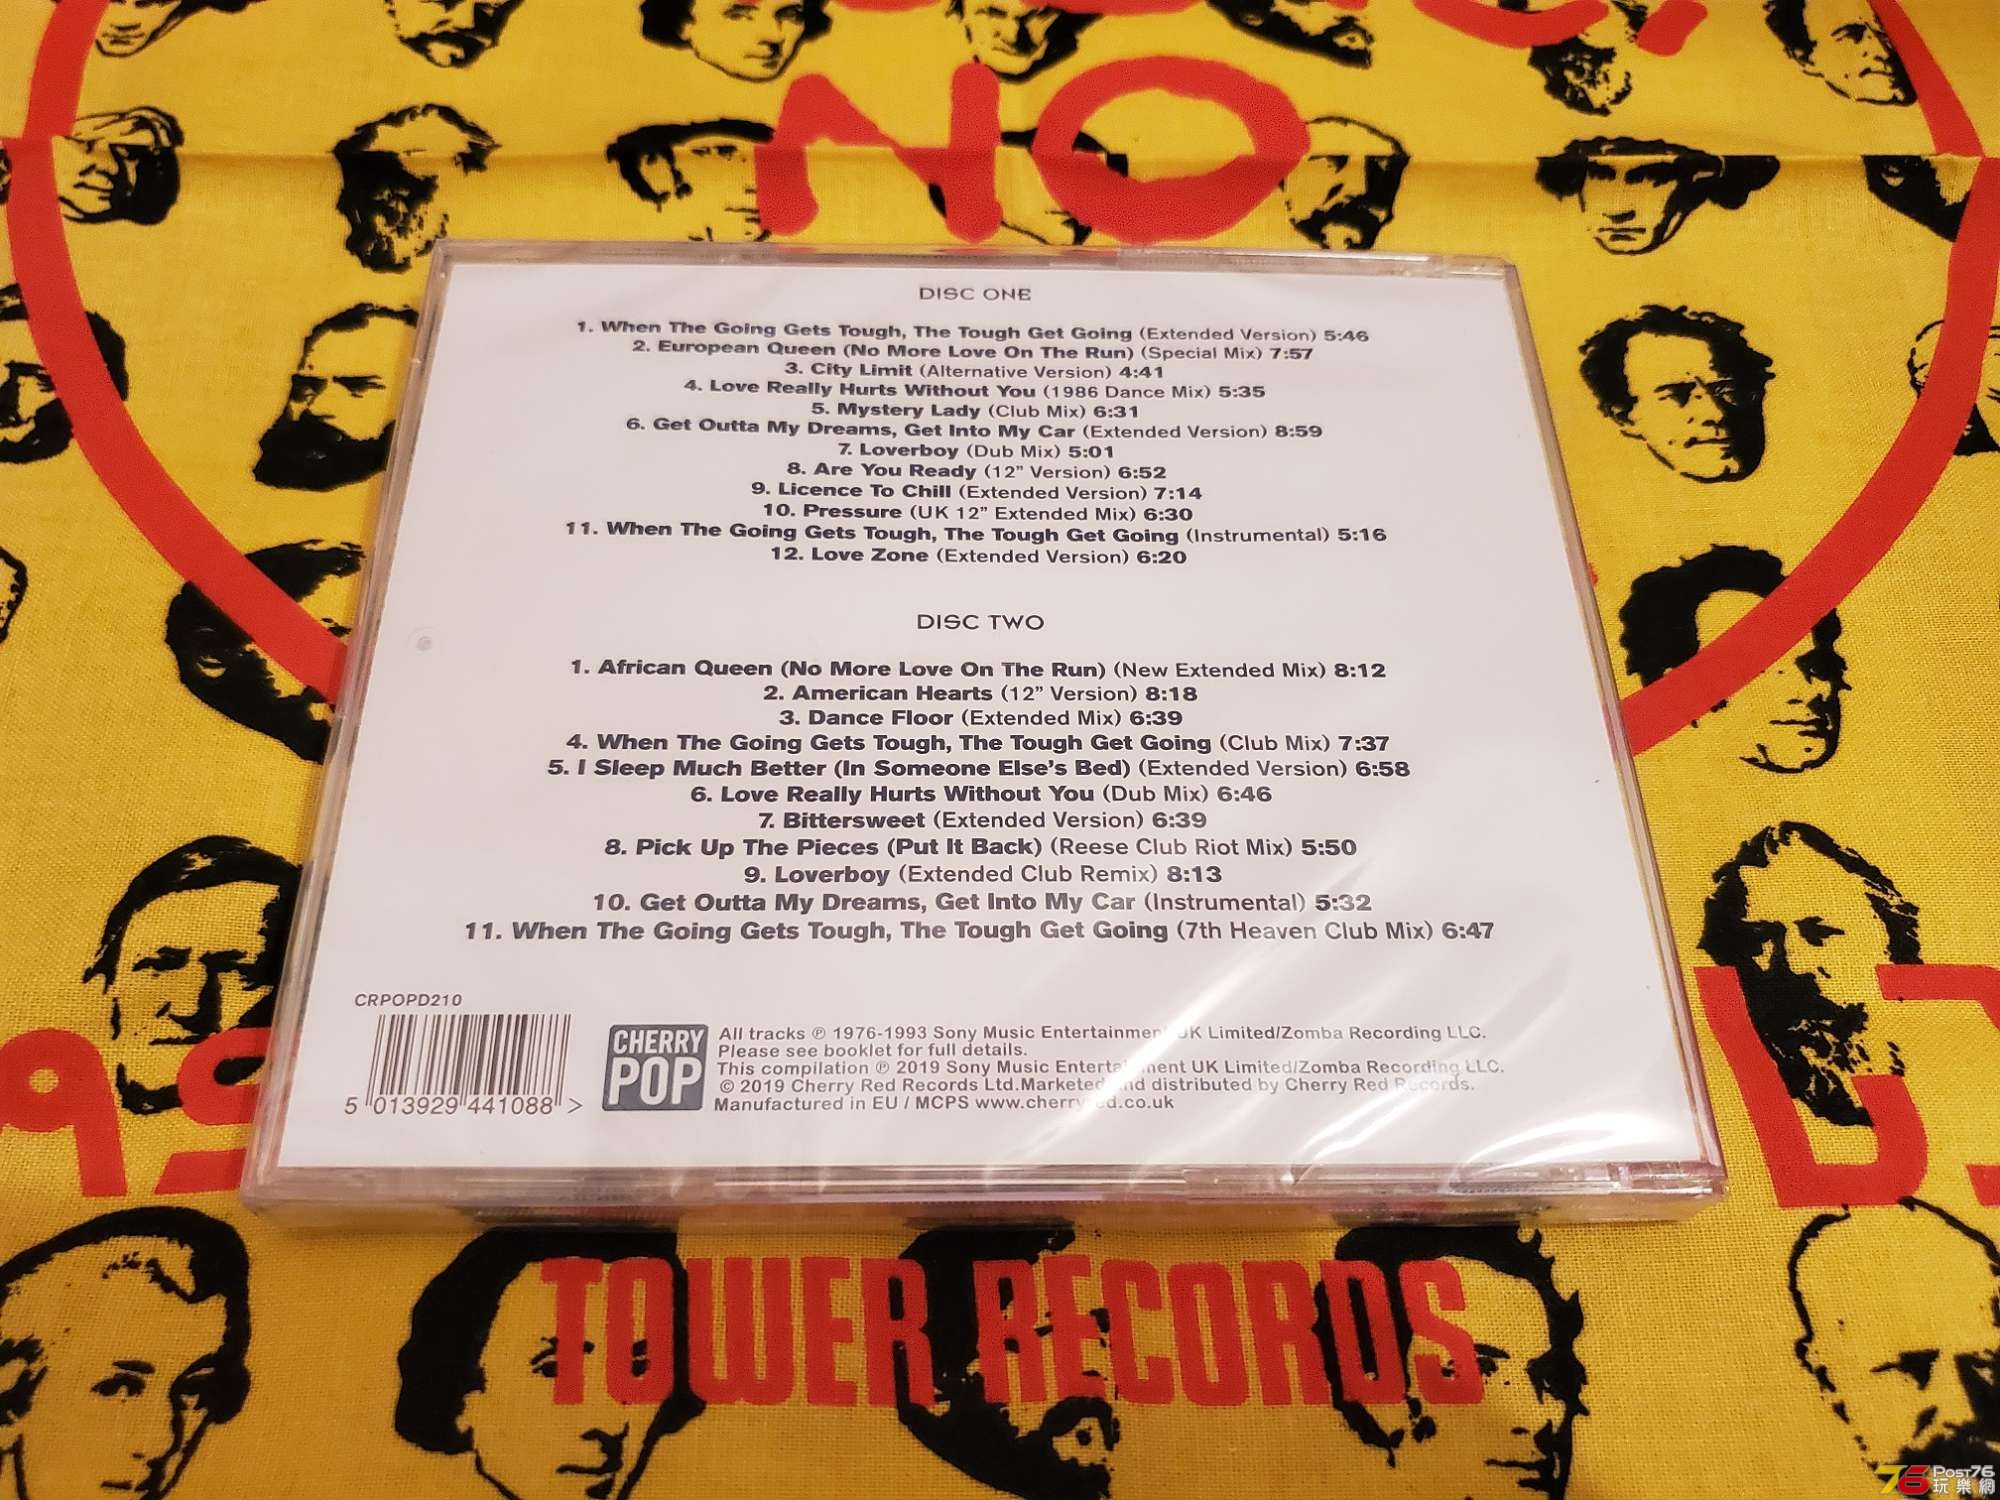 NO
DISC ONE
1. When The Going Gets Tough, The Tough Get Going (Extended Version) 5:46
2. European Queen (No More Love On The Run) (Special Mix) 7:57
3. City Limit (Alternative Version) 4:41
4. Love Really Hurts Without You (1986 Dance Mix) 5:35
5. Mystery Lady (Club Mix) 6:31
6. Get Outta My Dreams, Get Into My Car (Extended Version) 8:59
7. Loverboy (Dub Mix) 5:01
8. Are You Ready (12” Version) 6:52
9. Licence To Chill (Extended Version) 7:14
10. Pressure (UK 12” Extended Mix) 6:30
11. When The Going Gets Tough, The Tough Get Going (Instrumental) 5:16
12. Love Zone (Extended Version) 6:20
DISC TWO
1. African Queen (No More Love On The Run) (New Extended Mix) 8:12
2. American Hearts (12” Version) 8:18
3. Dance Floor (Extended Mix) 6:39
4. When The Going Gets Tough, The Tough Get Going (Club Mix) 7:37
5. I Sleep Much Better (In Someone Else’s Bed) (Extended Version) 6:58
6. Love Really Hurts Without You (Dub Mix) 6:46
7. Bittersweet (Extended Version) 6:39
8. Pick Up The Pieces (Put It Back) (Reese Club Riot Mix) 5:50
9. Loverboy (Extended Club Remix) 8:13
10. Get Outta My Dreams, Get Into My Car (Instrumental) 5:32
11. When The Going Gets Tough, The Tough Get Going (7th Heaven Club Mix) 6:47
CRPOPD210
5 013929 441088 >
CHERRY
POP
All tracks ℗ 1976-1993 Sony Music Entertainment UK Limited/Zomba Recording LLC.
Please see booklet for full details.
This compilation ℗ 2019 Sony Music Entertainment UK Limited/Zomba Recording LLC.
© 2019 Cherry Red Records Ltd.Marketed and distributed by Cherry Red Records.
Manufactured in EU / MCPS www.cherryred.co.uk
TOWER RECORDS
76 Post76
玩樂網